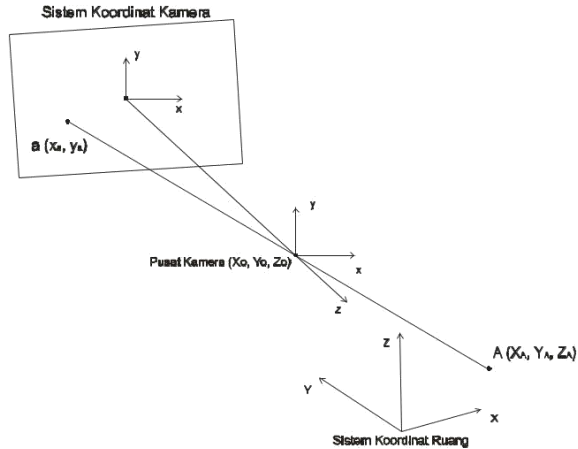 Sistem Koordinat Kamera
y
x
a (xa, ya)
y
x
z
Pusat Kamera (Xo, Yo, Zo)
A (XA, YA, ZA)
Z
Y
X
Sistem Koordinat Ruang